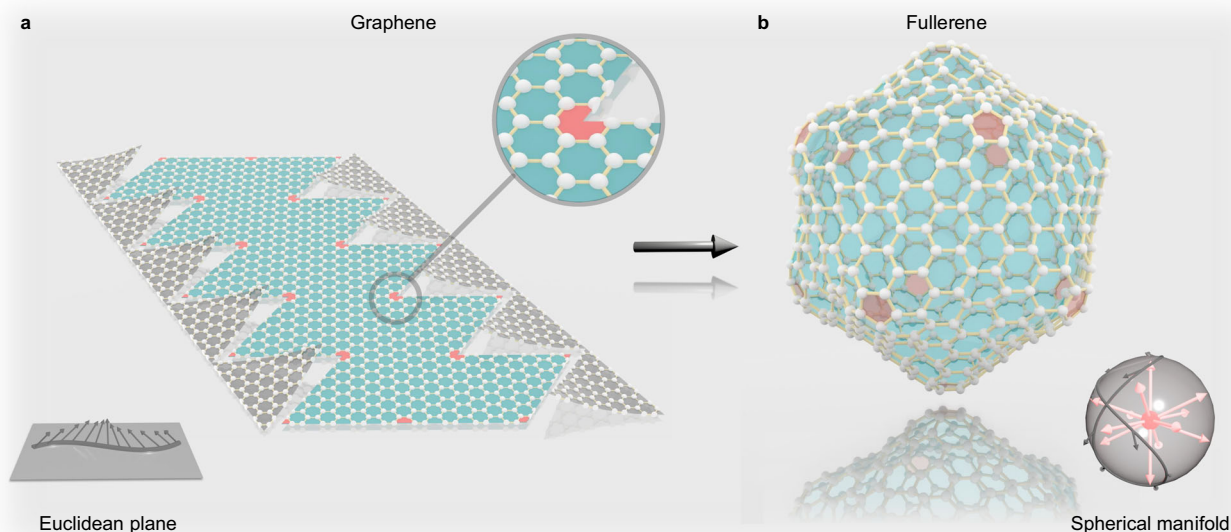 a
Graphene
b
Fullerene
Euclidean plane
Spherical manifold